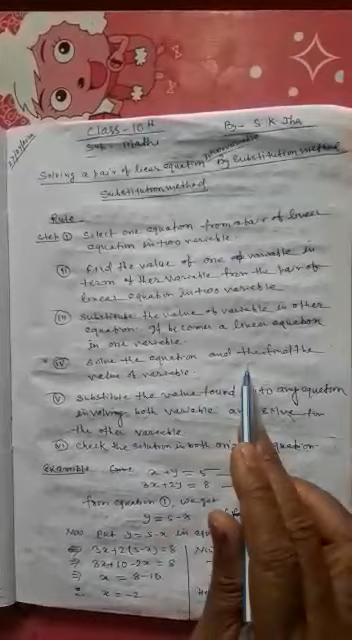 Class-10th By- S.K Jha
Sub- Maths
Solving a pair of linear equation By Substitution method
Substitution method
Rule
Step (i) Select one equation from a pair of linear
equation in two variable.
(ii) find the value of one of variable in
term of other variable from the pair of
linear equation in two variable
(iii) Substitute the value of variable in other
equation. It becomes a linear equation
in one variable.
(iv) Solve the equation and the find the
value of variable.
(v) Substitute the value found into any equation
involving both variable and solve for
the other variable
(vi) Check the solution in both equation.
Example x+y = 5
3x+2y = 8
from equation (1), we get
y = 5-x
Now Put y=5-x in
⇒ 3x+2(5-x)=8
⇒ 3x+10-2x = 8
⇒ x = 8-10
∴ x = -2